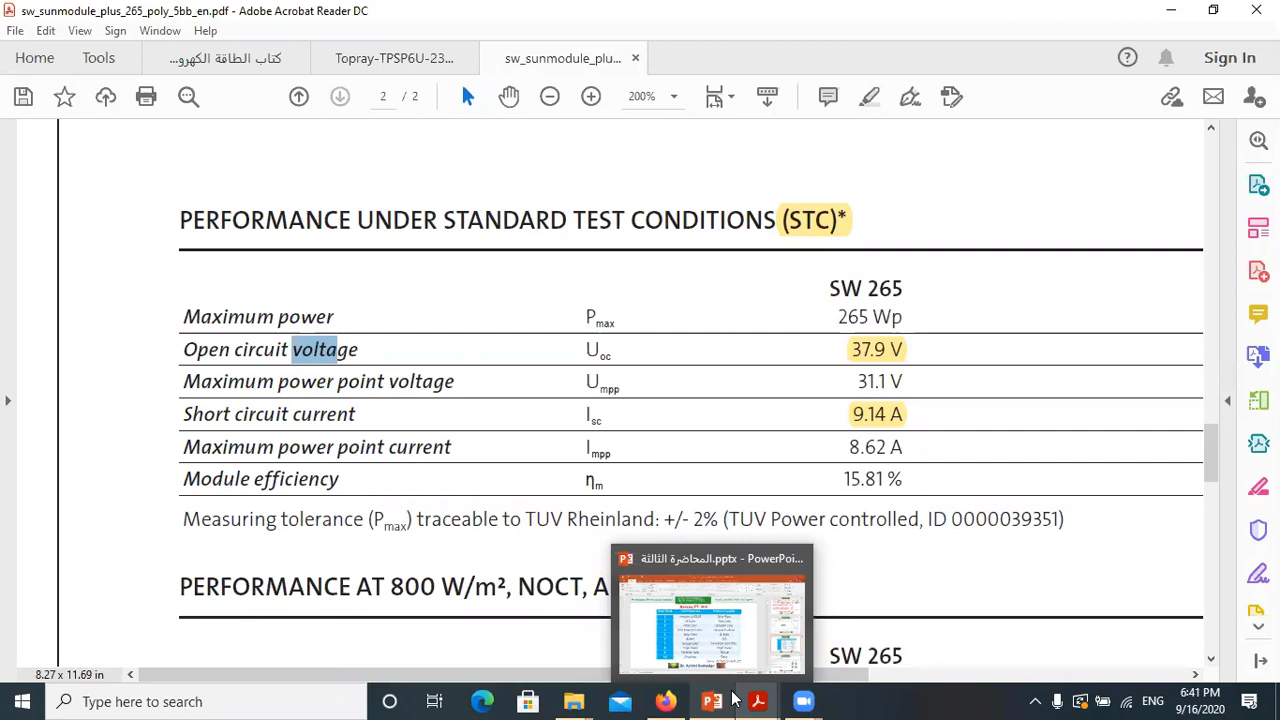 sw_sunmodule_plus_265_poly_5bb_en.pdf - Adobe Acrobat Reader DC
File Edit View Sign Window Help
Home Tools كتاب الطاقة الكهرو... Topray-TPSP6U-23... sw_sunmodule_plu... Sign In
2 / 2 200%
PERFORMANCE UNDER STANDARD TEST CONDITIONS (STC)*
SW 265
Maximum power Pmax 265 Wp
Open circuit voltage Uoc 37.9 V
Maximum power point voltage Umpp 31.1 V
Short circuit current Isc 9.14 A
Maximum power point current Impp 8.62 A
Module efficiency ηm 15.81 %
Measuring tolerance (Pmax) traceable to TUV Rheinland: +/- 2% (TUV Power controlled, ID 0000039351)
المحاضرة الثالثة.pptx - PowerPoi...
PERFORMANCE AT 800 W/m², NOCT, A
SW 265
Type here to search
ENG
6:41 PM
9/16/2020